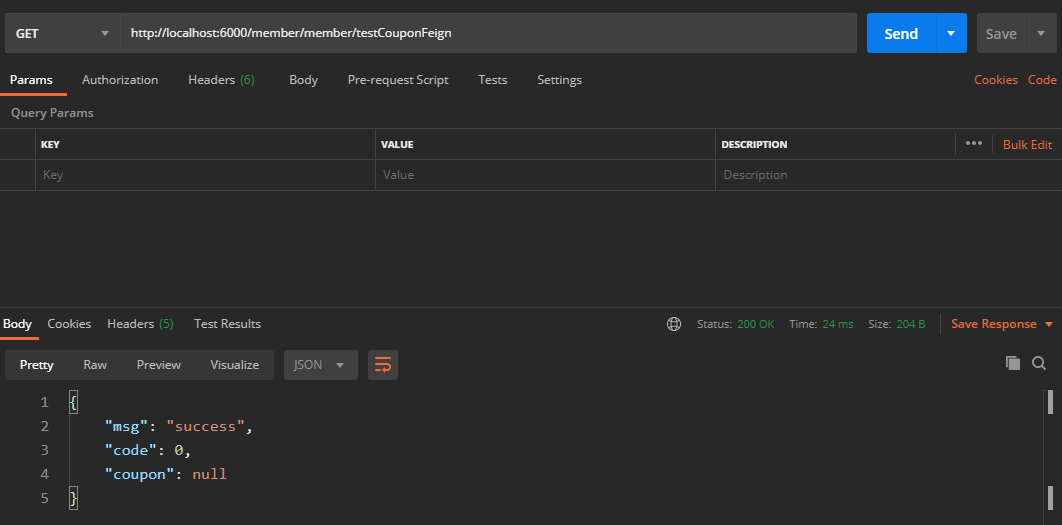 GET http://localhost:6000/member/member/testCouponFeign Send Save
Params Authorization Headers (6) Body Pre-request Script Tests Settings Cookies Code
Query Params
KEY VALUE DESCRIPTION ••• Bulk Edit
Key Value Description
Body Cookies Headers (5) Test Results Status: 200 OK Time: 24 ms Size: 204 B Save Response
Pretty Raw Preview Visualize JSON
1 {
2 "msg": "success",
3 "code": 0,
4 "coupon": null
5 }